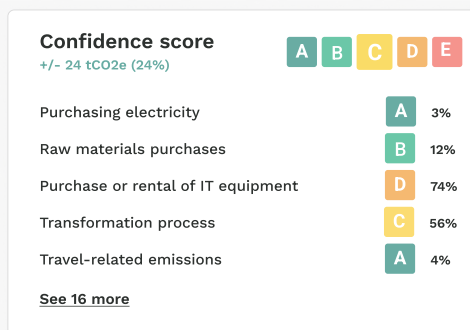 Confidence score
A B C D E
+/- 24 tCO2e (24%)
Purchasing electricity A 3%
Raw materials purchases B 12%
Purchase or rental of IT equipment D 74%
Transformation process C 56%
Travel-related emissions A 4%
See 16 more